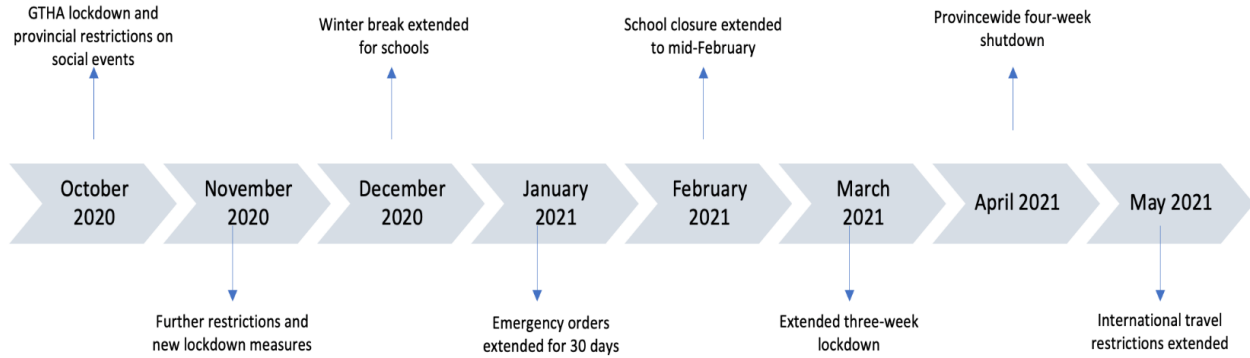 GTHA lockdown and
provincial restrictions on
social events
Winter break extended
for schools
School closure extended
to mid-February
Provincewide four-week
shutdown
October
2020
November
2020
December
2020
January
2021
February
2021
March
2021
April 2021
May 2021
Further restrictions and
new lockdown measures
Emergency orders
extended for 30 days
Extended three-week
lockdown
International travel
restrictions extended